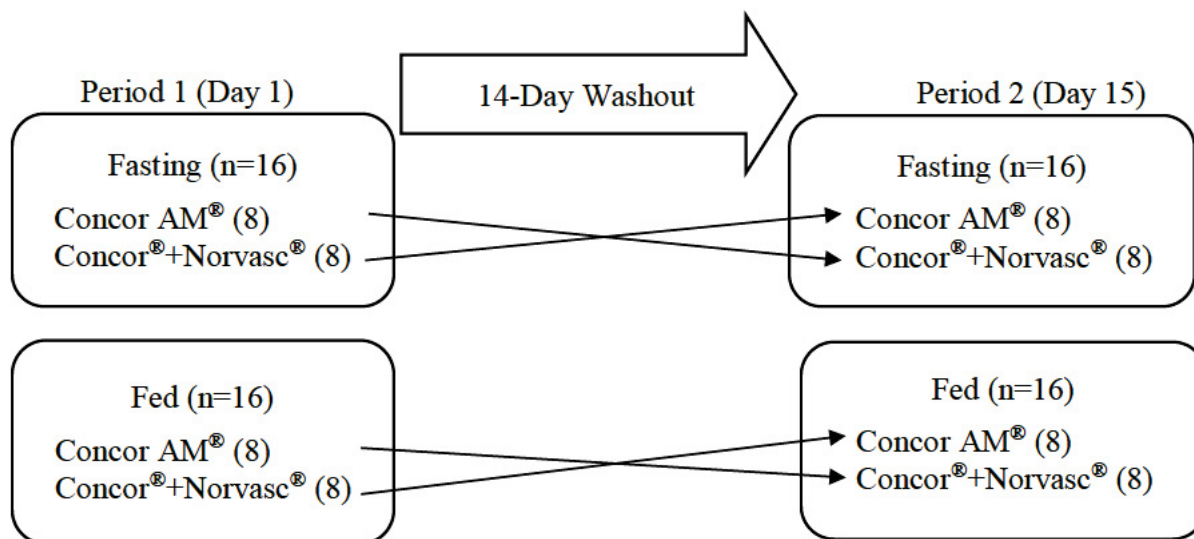 Period 1 (Day 1)
14-Day Washout
Period 2 (Day 15)
Fasting (n=16)
Concor AM® (8)
Concor®+Norvasc® (8)
Fasting (n=16)
Concor AM® (8)
Concor®+Norvasc® (8)
Fed (n=16)
Concor AM® (8)
Concor®+Norvasc® (8)
Fed (n=16)
Concor AM® (8)
Concor®+Norvasc® (8)